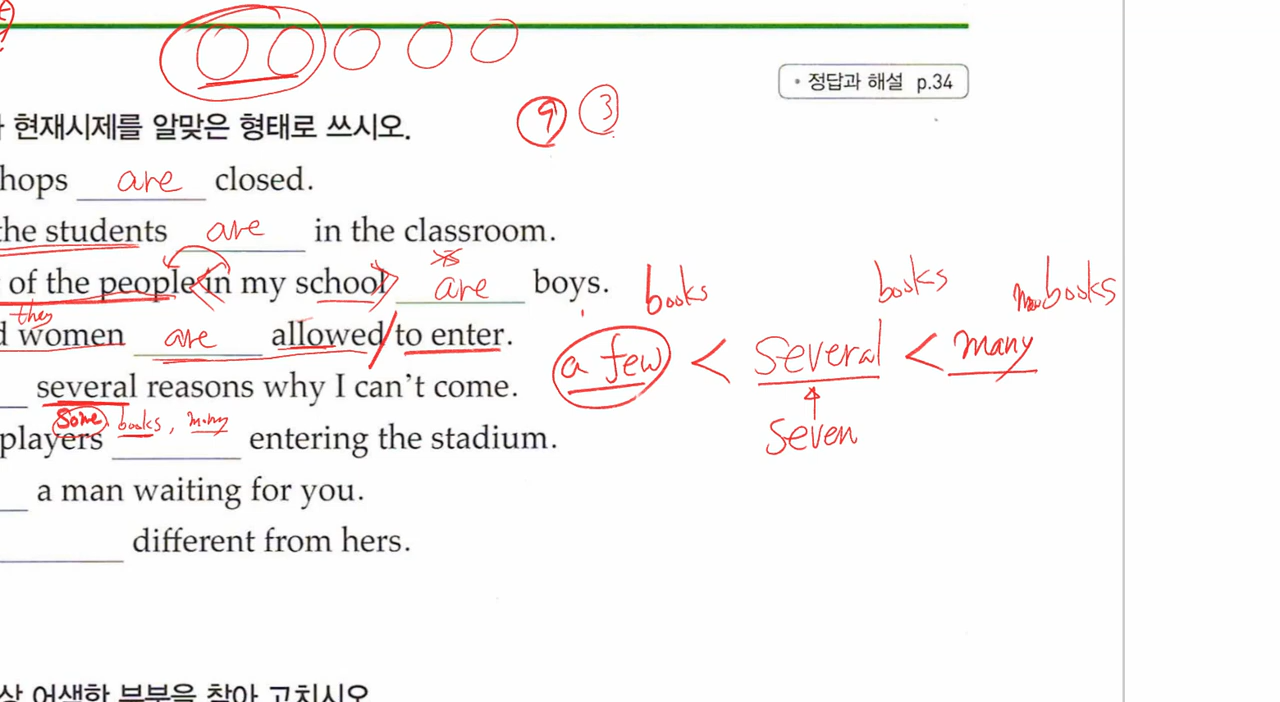 • 정답과 해설 p.34
9 3
현재시제를 알맞은 형태로 쓰시오.
hops are closed.
the students are in the classroom.
of the people in my school are boys.
books books books
women are allowed to enter.
a few < several < many
several reasons why I can't come.
Some books, many
seven
players entering the stadium.
a man waiting for you.
different from hers.
상 어색한 부분을 찾아 고치시오